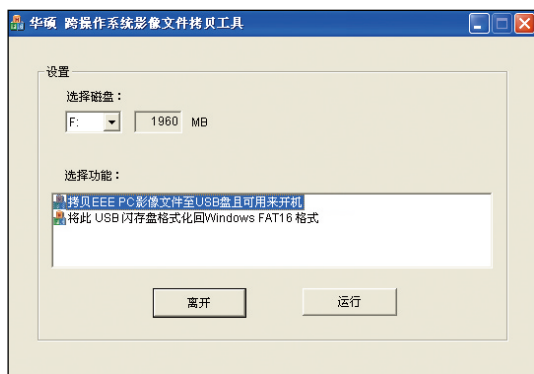 华硕 跨操作系统影像文件拷贝工具
设置
选择磁盘：
F: 1960 MB
选择功能：
拷贝EEE PC影像文件至USB盘且可用来开机
将此 USB闪存盘格式化回Windows FAT16 格式
离开 运行